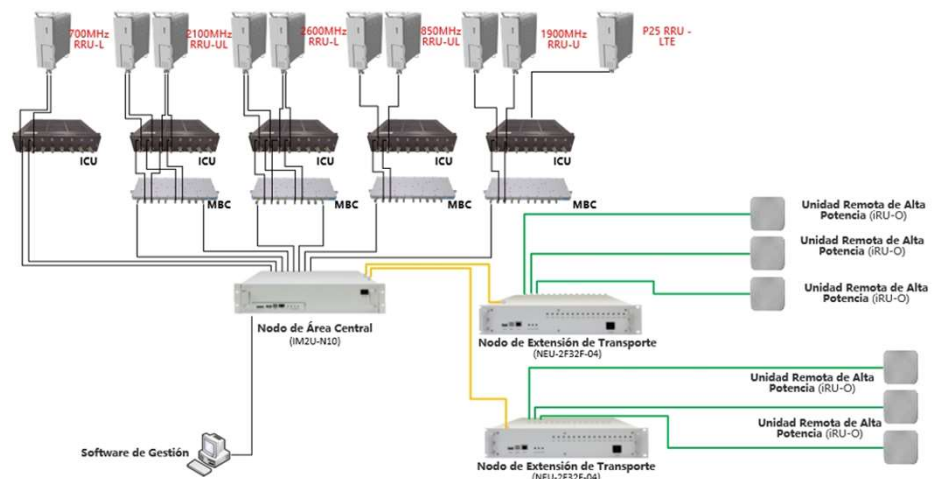 700MHz
RRU-L
2100MHz
RRU-UL
2600MHz
RRU-L
850MHz
RRU-UL
1900MHz
RRU-U
P25 RRU -
LTE
ICU
ICU
ICU
ICU
ICU
MBC
MBC
MBC
MBC
Unidad Remota de Alta
Potencia (iRU-O)
Unidad Remota de Alta
Potencia (iRU-O)
Unidad Remota de Alta
Potencia (iRU-O)
Nodo de Área Central
(IM2U-N10)
Nodo de Extensión de Transporte
(NEU-2F32F-04)
Unidad Remota de Alta
Potencia (iRU-O)
Unidad Remota de Alta
Potencia (iRU-O)
Software de Gestión
Nodo de Extensión de Transporte
(NEU-2F32F-04)